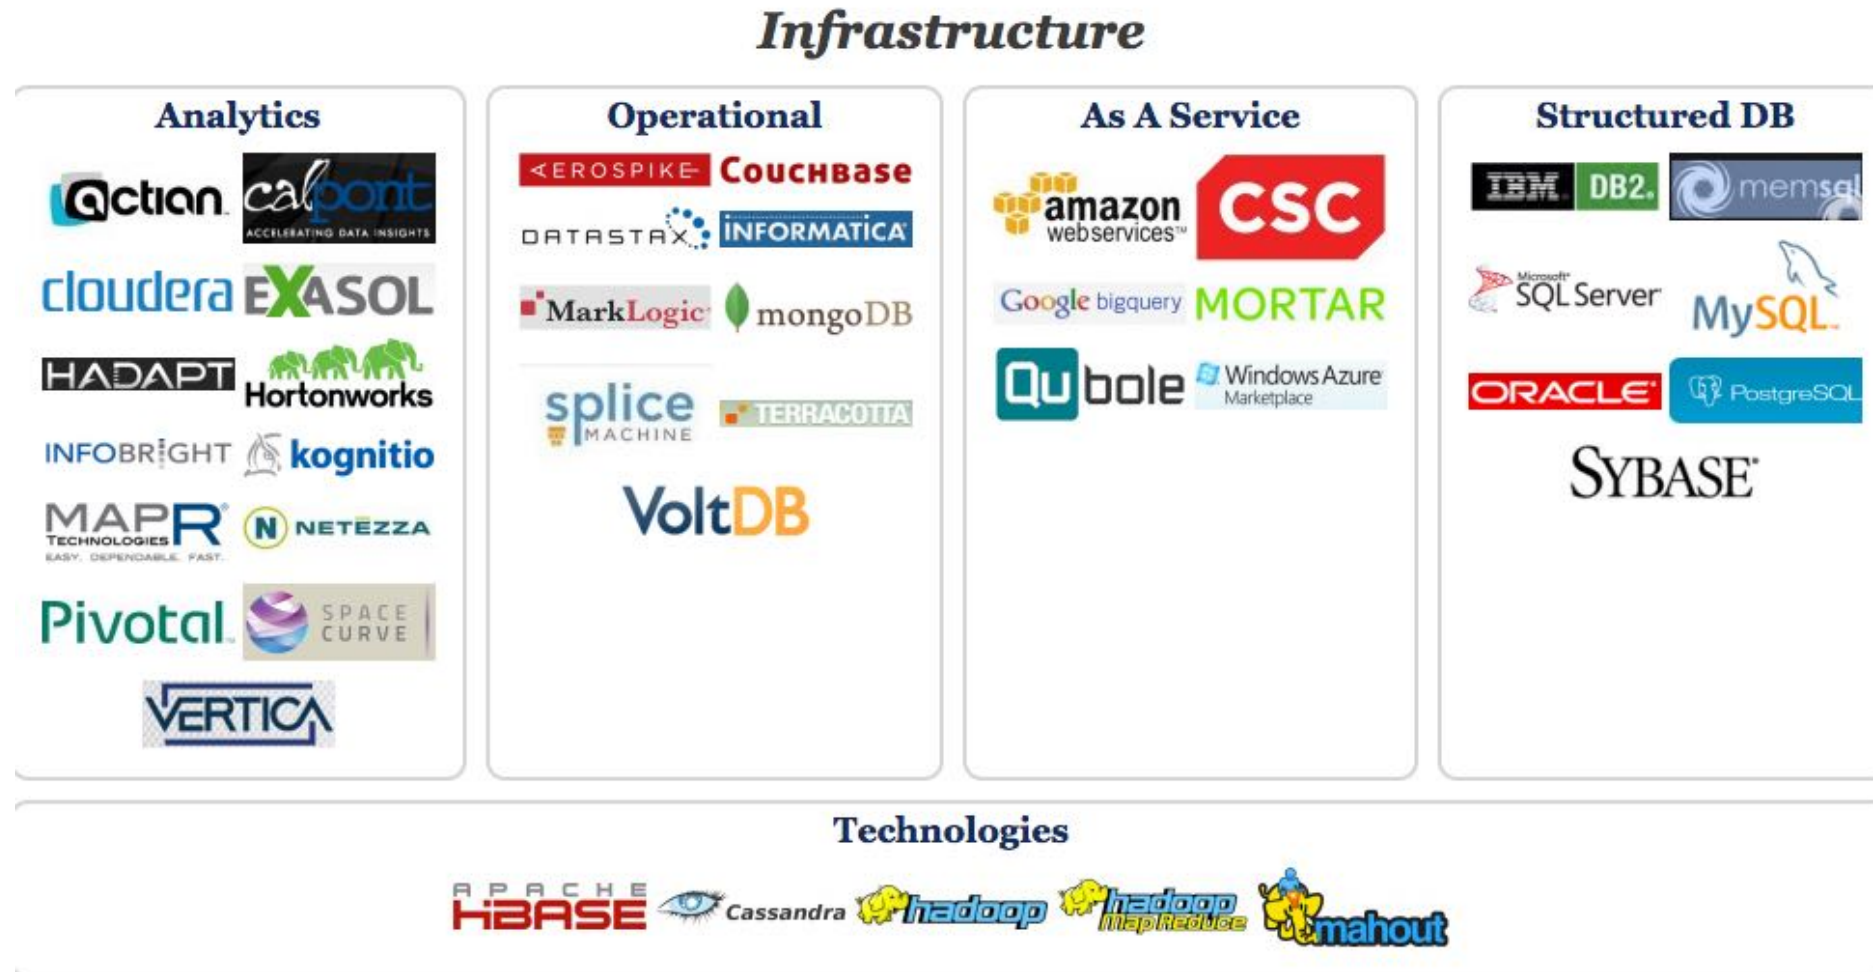 Infrastructure
Analytics
actian
calpont
ACCELERATING DATA INSIGHTS
cloudera
EXASOL
HADAPT
Hortonworks
INFOBRIGHT
kognitio
MAPR
TECHNOLOGIES
EASY. DEPENDABLE. FAST.
N NETEZZA
Pivotal
SPACE
CURVE
VERTICA
Operational
AEROSPIKE
COUCHBASE
DATASTAX
INFORMATICA
MarkLogic
mongoDB
splice
MACHINE
TERRACOTTA
VoltDB
As A Service
amazon
webservices™
CSC
Google bigquery
MORTAR
Qubole
Windows Azure
Marketplace
Structured DB
IBM DB2.
memsql
Microsoft®
SQL Server
MySQL
ORACLE
PostgreSQL
SYBASE
Technologies
APACHE
HBASE
Cassandra
hadoop
hadoop
MapReduce
mahout